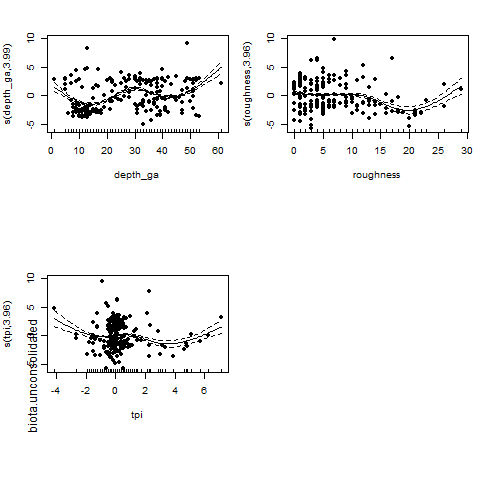 s(depth_ga,3.99)
10
5
0
-5
0 10 20 30 40 50 60
depth_ga
s(roughness,3.96)
10
5
0
-5
0 5 10 15 20 25 30
roughness
biota.unconsolidated
s(tpi,3.96)
10
5
0
-5
-4 -2 0 2 4 6
tpi